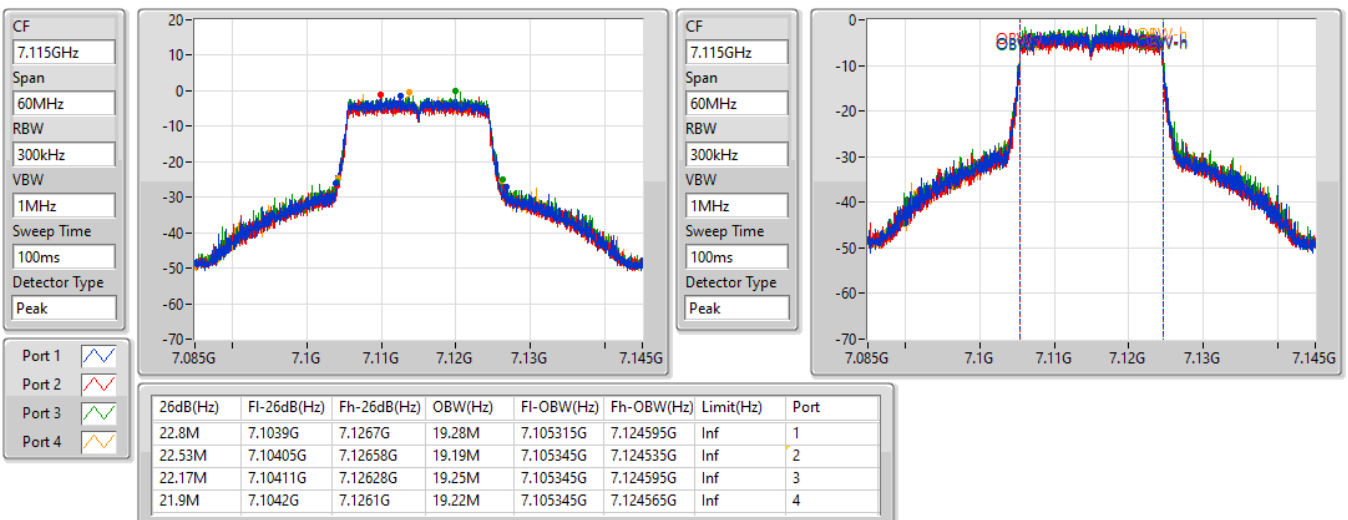 CF
7.115GHz
Span
60MHz
RBW
300kHz
VBW
1MHz
Sweep Time
100ms
Detector Type
Peak
20
10
0
-10
-20
-30
-40
-50
-60
-70
7.085G 7.1G 7.11G 7.12G 7.13G 7.145G
CF
7.115GHz
Span
60MHz
RBW
300kHz
VBW
1MHz
Sweep Time
100ms
Detector Type
Peak
0
-10
-20
-30
-40
-50
-60
-70
OBW-h
7.085G 7.1G 7.11G 7.12G 7.13G 7.145G
Port 1
Port 2
Port 3
Port 4
26dB(Hz) Fl-26dB(Hz) Fh-26dB(Hz) OBW(Hz) Fl-OBW(Hz) Fh-OBW(Hz) Limit(Hz) Port
22.8M 7.1039G 7.1267G 19.28M 7.105315G 7.124595G Inf 1
22.53M 7.10405G 7.12658G 19.19M 7.105345G 7.124535G Inf 2
22.17M 7.10411G 7.12628G 19.25M 7.105345G 7.124595G Inf 3
21.9M 7.1042G 7.1261G 19.22M 7.105345G 7.124565G Inf 4